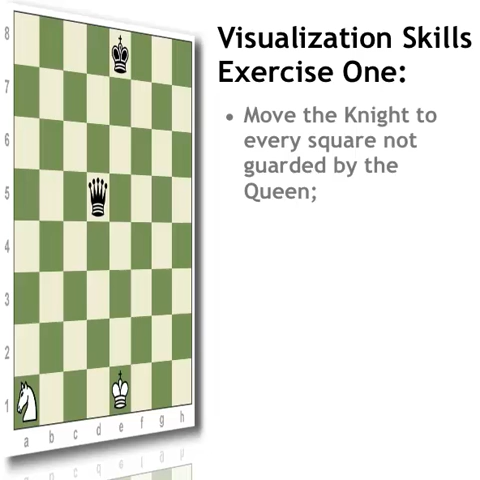 Visualization Skills
Exercise One:
• Move the Knight to
every square not
guarded by the
Queen;
8
7
6
5
4
3
2
1
a b c d e f g h